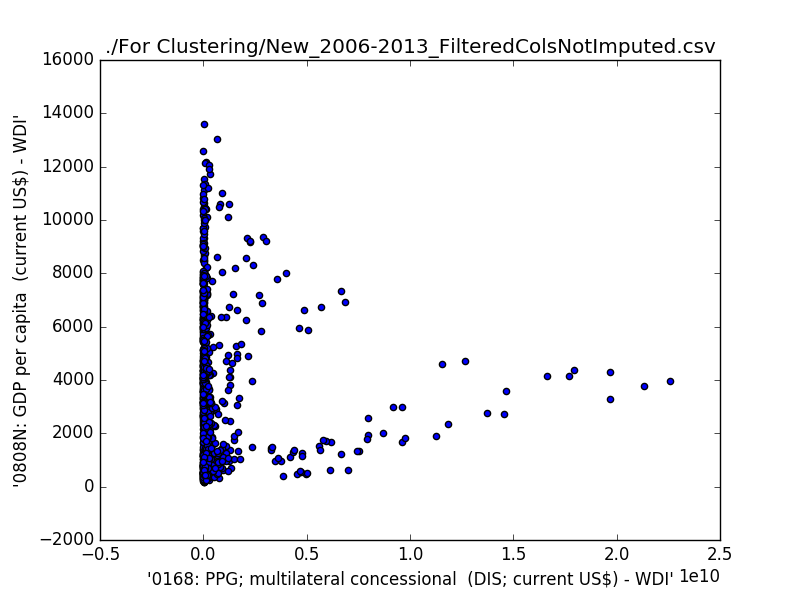 ./For Clustering/New_2006-2013_FilteredColsNotImputed.csv
16000
14000
12000
10000
8000
6000
4000
2000
0
−2000
'0808N: GDP per capita  (current US$) - WDI'
−0.5 0.0 0.5 1.0 1.5 2.0 2.5
1e10
'0168: PPG; multilateral concessional  (DIS; current US$) - WDI'